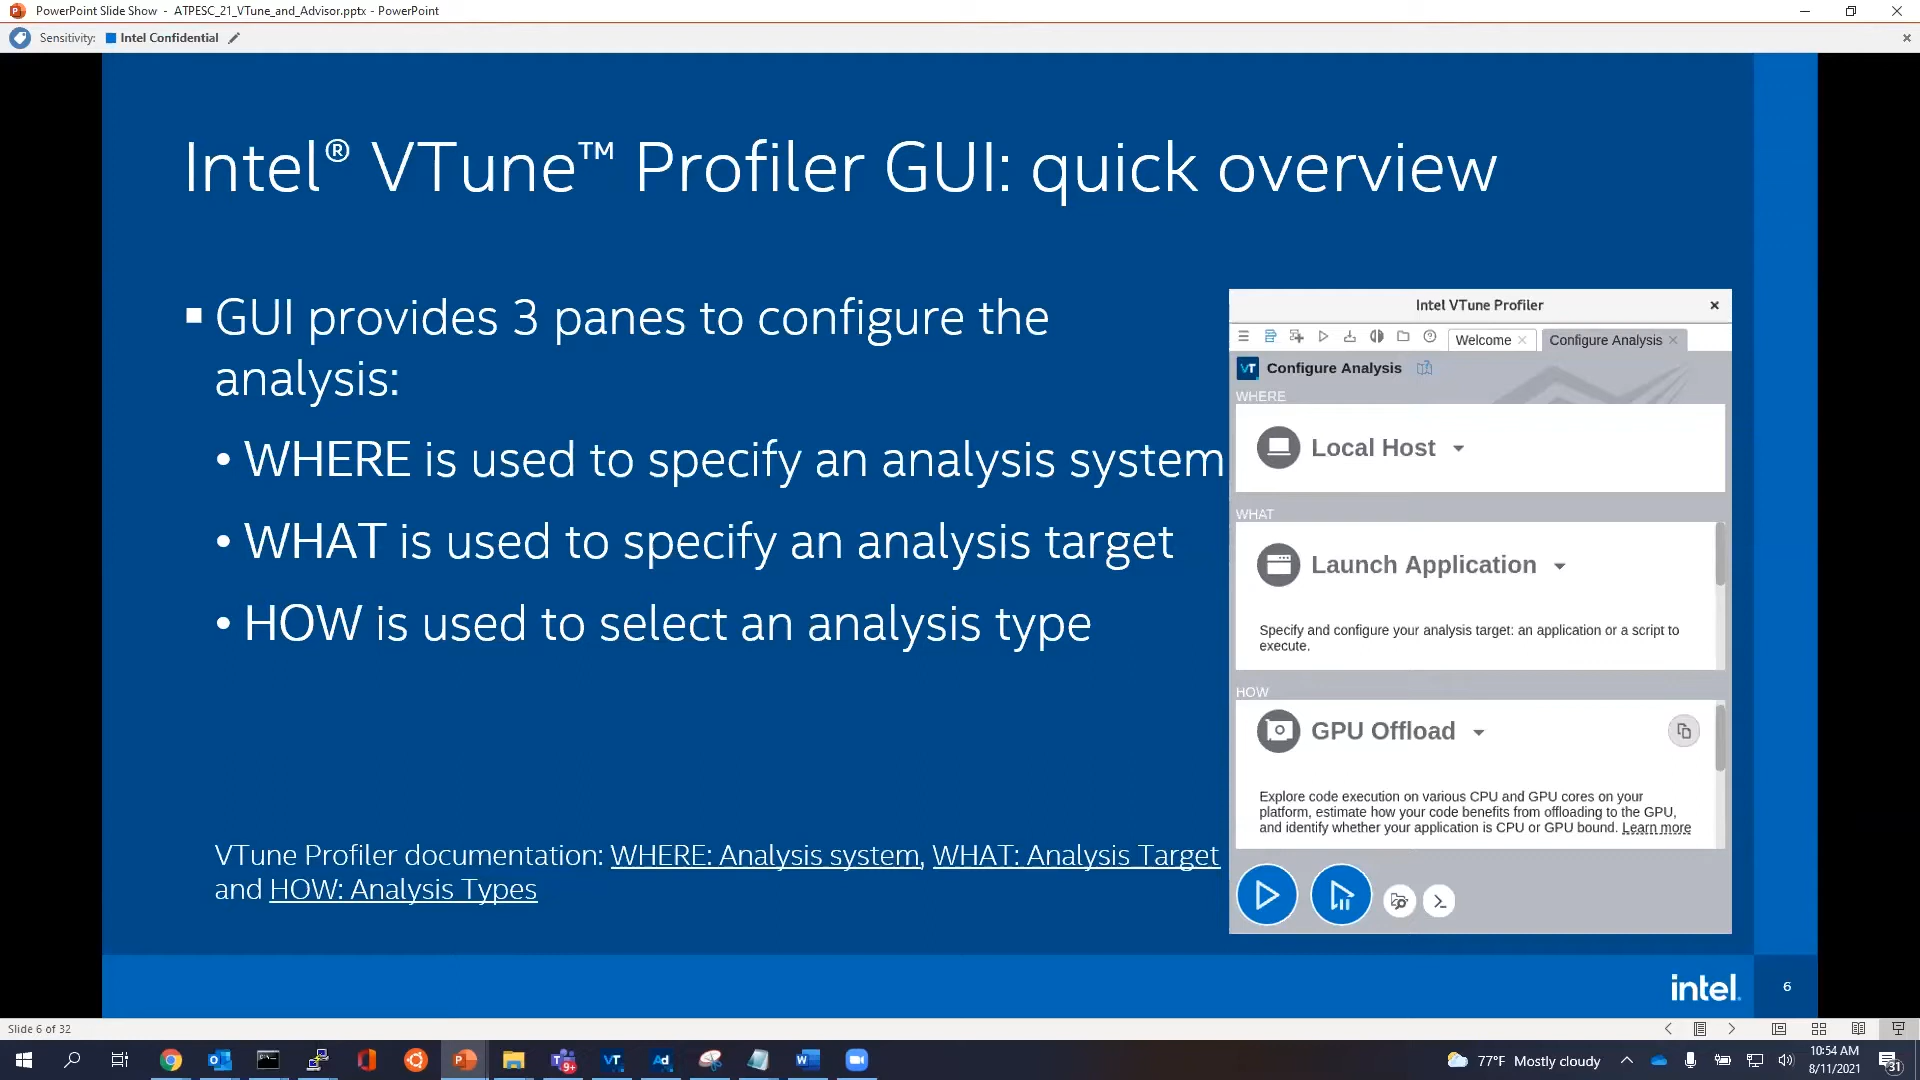 PowerPoint Slide Show - ATPESC_21_VTune_and_Advisor.pptx - PowerPoint
Sensitivity: Intel Confidential
Intel® VTune™ Profiler GUI: quick overview
▪ GUI provides 3 panes to configure the
analysis:
• WHERE is used to specify an analysis system
• WHAT is used to specify an analysis target
• HOW is used to select an analysis type
VTune Profiler documentation: WHERE: Analysis system, WHAT: Analysis Target
and HOW: Analysis Types
Intel VTune Profiler
Welcome
Configure Analysis
VT Configure Analysis
WHERE
Local Host
WHAT
Launch Application
Specify and configure your analysis target: an application or a script to
execute.
HOW
GPU Offload
Explore code execution on various CPU and GPU cores on your
platform, estimate how your code benefits from offloading to the GPU,
and identify whether your application is CPU or GPU bound. Learn more
intel.
6
Slide 6 of 32
9+
VT
Ad
77°F Mostly cloudy
10:54 AM
8/11/2021
31